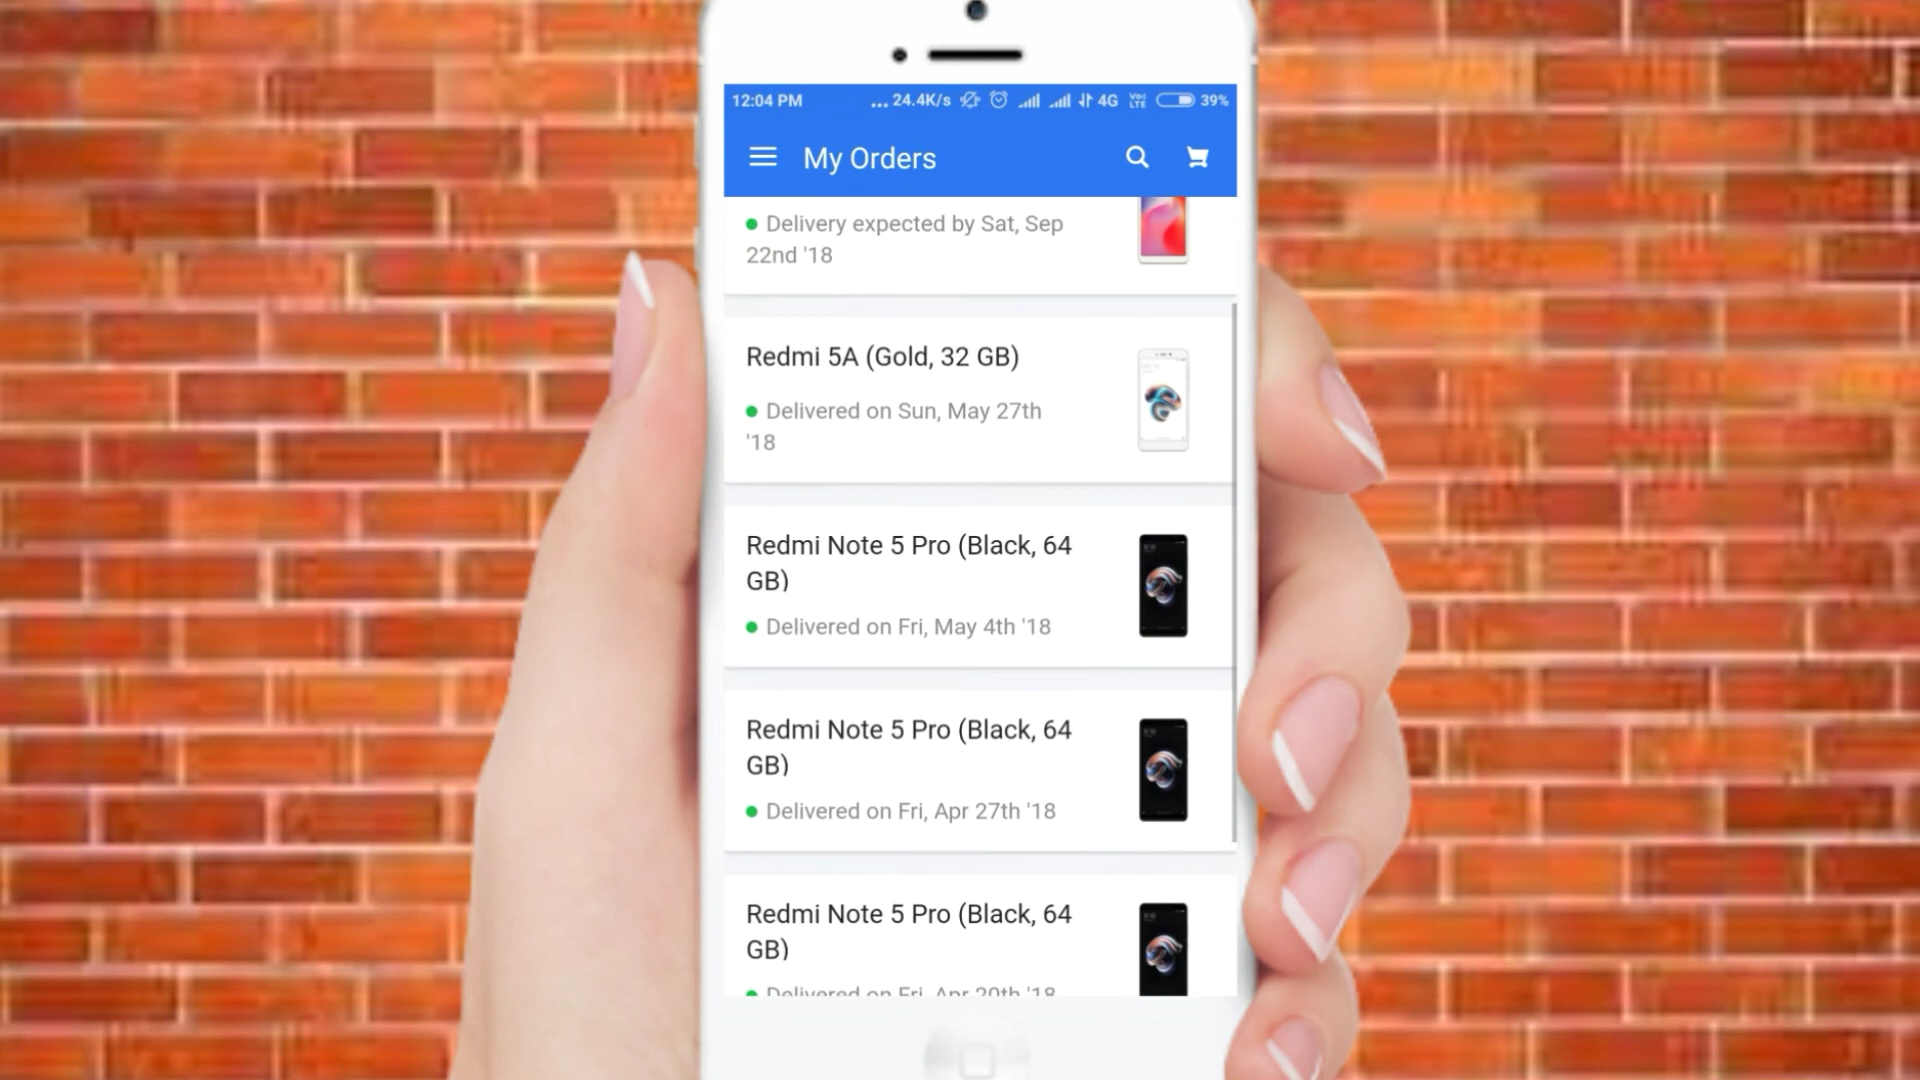 12:04 PM ... 24.4K/s 4G VoLTE 39%
My Orders
Delivery expected by Sat, Sep
22nd '18
Redmi 5A (Gold, 32 GB)
Delivered on Sun, May 27th
'18
Redmi Note 5 Pro (Black, 64
GB)
Delivered on Fri, May 4th '18
Redmi Note 5 Pro (Black, 64
GB)
Delivered on Fri, Apr 27th '18
Redmi Note 5 Pro (Black, 64
GB)
Delivered on Fri, Apr 20th '18